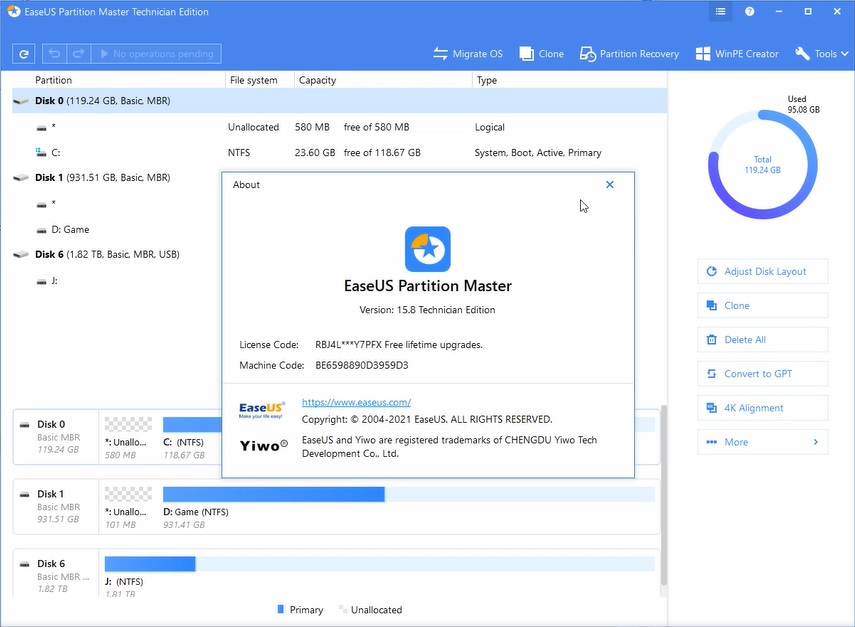 EaseUS Partition Master Technician Edition
No operations pending
Migrate OS Clone Partition Recovery WinPE Creator Tools
Partition File system Capacity Type
Disk 0 (119.24 GB, Basic, MBR)
* Unallocated 580 MB free of 580 MB Logical
C: NTFS 23.60 GB free of 118.67 GB System, Boot, Active, Primary
Disk 1 (931.51 GB, Basic, MBR)
*
D: Game
Disk 6 (1.82 TB, Basic, MBR, USB)
J:
About
EaseUS Partition Master
Version: 15.8 Technician Edition
License Code: RBJ4L***Y7PFX Free lifetime upgrades.
Machine Code: BE6598890D3959D3
EaseUS®
Make your life easy!
https://www.easeus.com/
Copyright: © 2004-2021 EaseUS. ALL RIGHTS RESERVED.
Yiwo®
EaseUS and Yiwo are registered trademarks of CHENGDU Yiwo Tech
Development Co., Ltd.
Used
95.08 GB
Total
119.24 GB
Adjust Disk Layout
Clone
Delete All
Convert to GPT
4K Alignment
More
Disk 0
Basic MBR
119.24 GB
*: Unallo...
580 MB
C: (NTFS)
118.67 GB
Disk 1
Basic MBR
931.51 GB
*: Unallo...
101 MB
D: Game (NTFS)
931.41 GB
Disk 6
Basic MBR ...
1.82 TB
J: (NTFS)
1.81 TB
Primary Unallocated